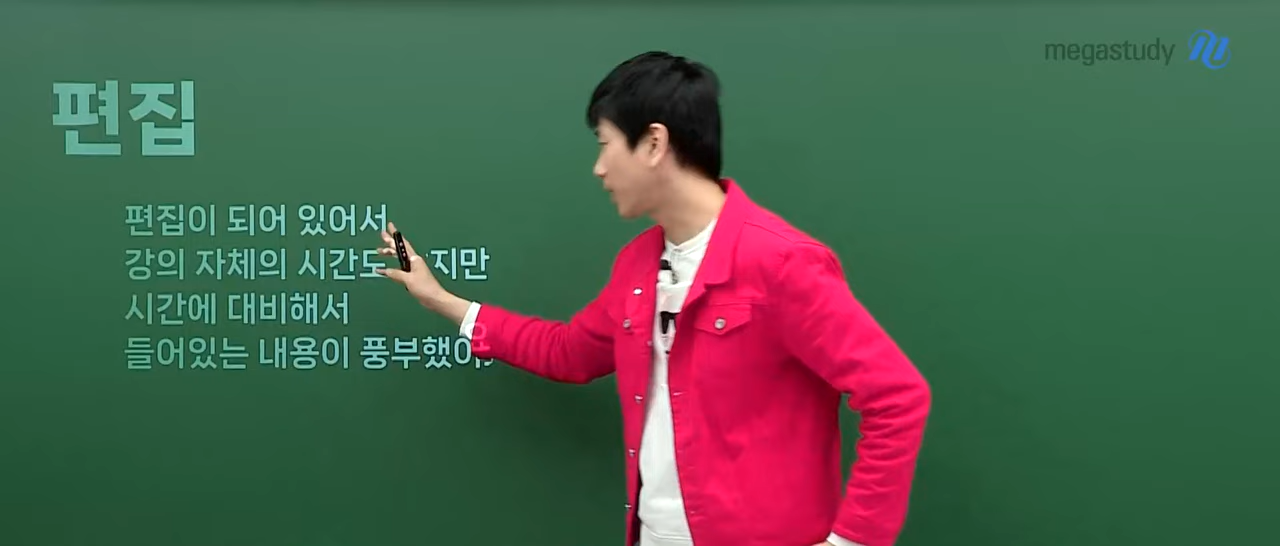 megastudy
편집
편집이 되어 있어서
강의 자체의 시간도 지만
시간에 대비해서
들어있는 내용이 풍부했어요